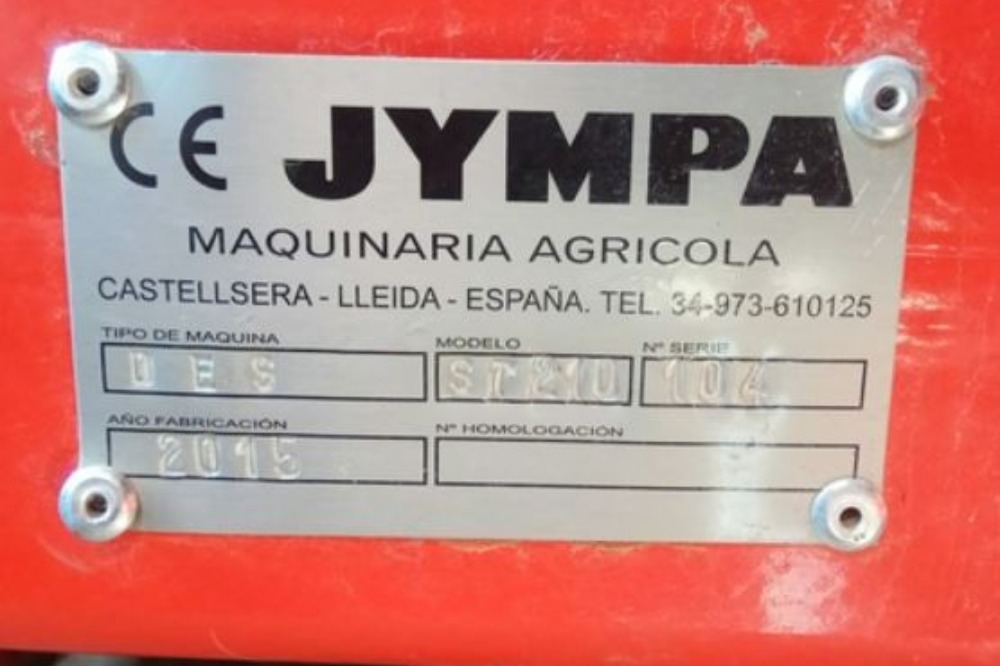 CE JYMPA
MAQUINARIA AGRICOLA
CASTELLSERA - LLEIDA - ESPAÑA. TEL. 34-973-610125
TIPO DE MAQUINA MODELO Nº SERIE
DES ST210 104
AÑO FABRICACIÓN Nº HOMOLOGACIÓN
2015